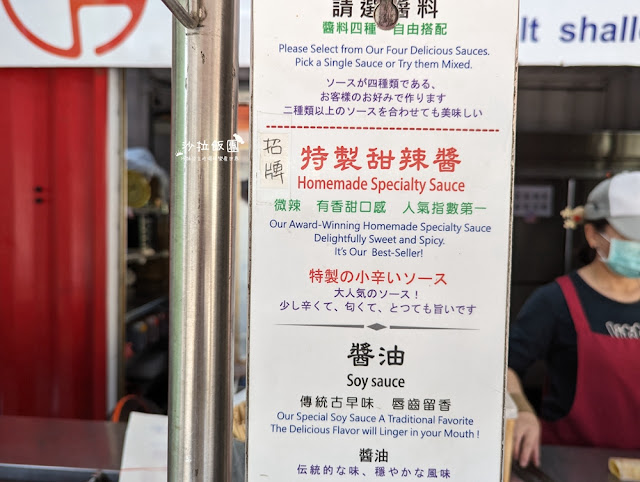 請選醬料
醬料四種 自由搭配
Please Select from Our Four Delicious Sauces.
Pick a Single Sauce or Try them Mixed.
ソースが四種類である、
お客様のお好みで作ります
二種類以上のソースを合わせても美味しい
招牌
特製甜辣醬
Homemade Specialty Sauce
微辣 有香甜口感 人氣指數第一
Our Award-Winning Homemade Specialty Sauce
Delightfully Sweet and Spicy.
It's Our Best-Seller!
特製の小辛いソース
大人気のソース！
少し辛くて、匂くて、とつても旨いです
醬油
Soy sauce
傳統古早味 唇齒留香
Our Special Soy Sauce A Traditional Favorite
The Delicious Flavor will Linger in your Mouth !
醬油
伝統的な味、穏やかな風味
lt shallo
沙拉飯團